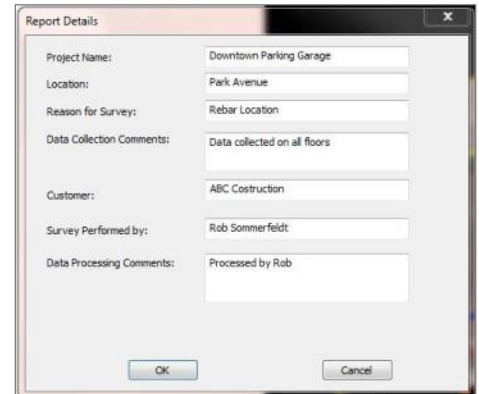 Report Details
x
Project Name: Downtown Parking Garage
Location: Park Avenue
Reason for Survey: Rebar Location
Data Collection Comments: Data collected on all floors
Customer: ABC Costruction
Survey Performed by: Rob Sommerfeldt
Data Processing Comments: Processed by Rob
OK Cancel